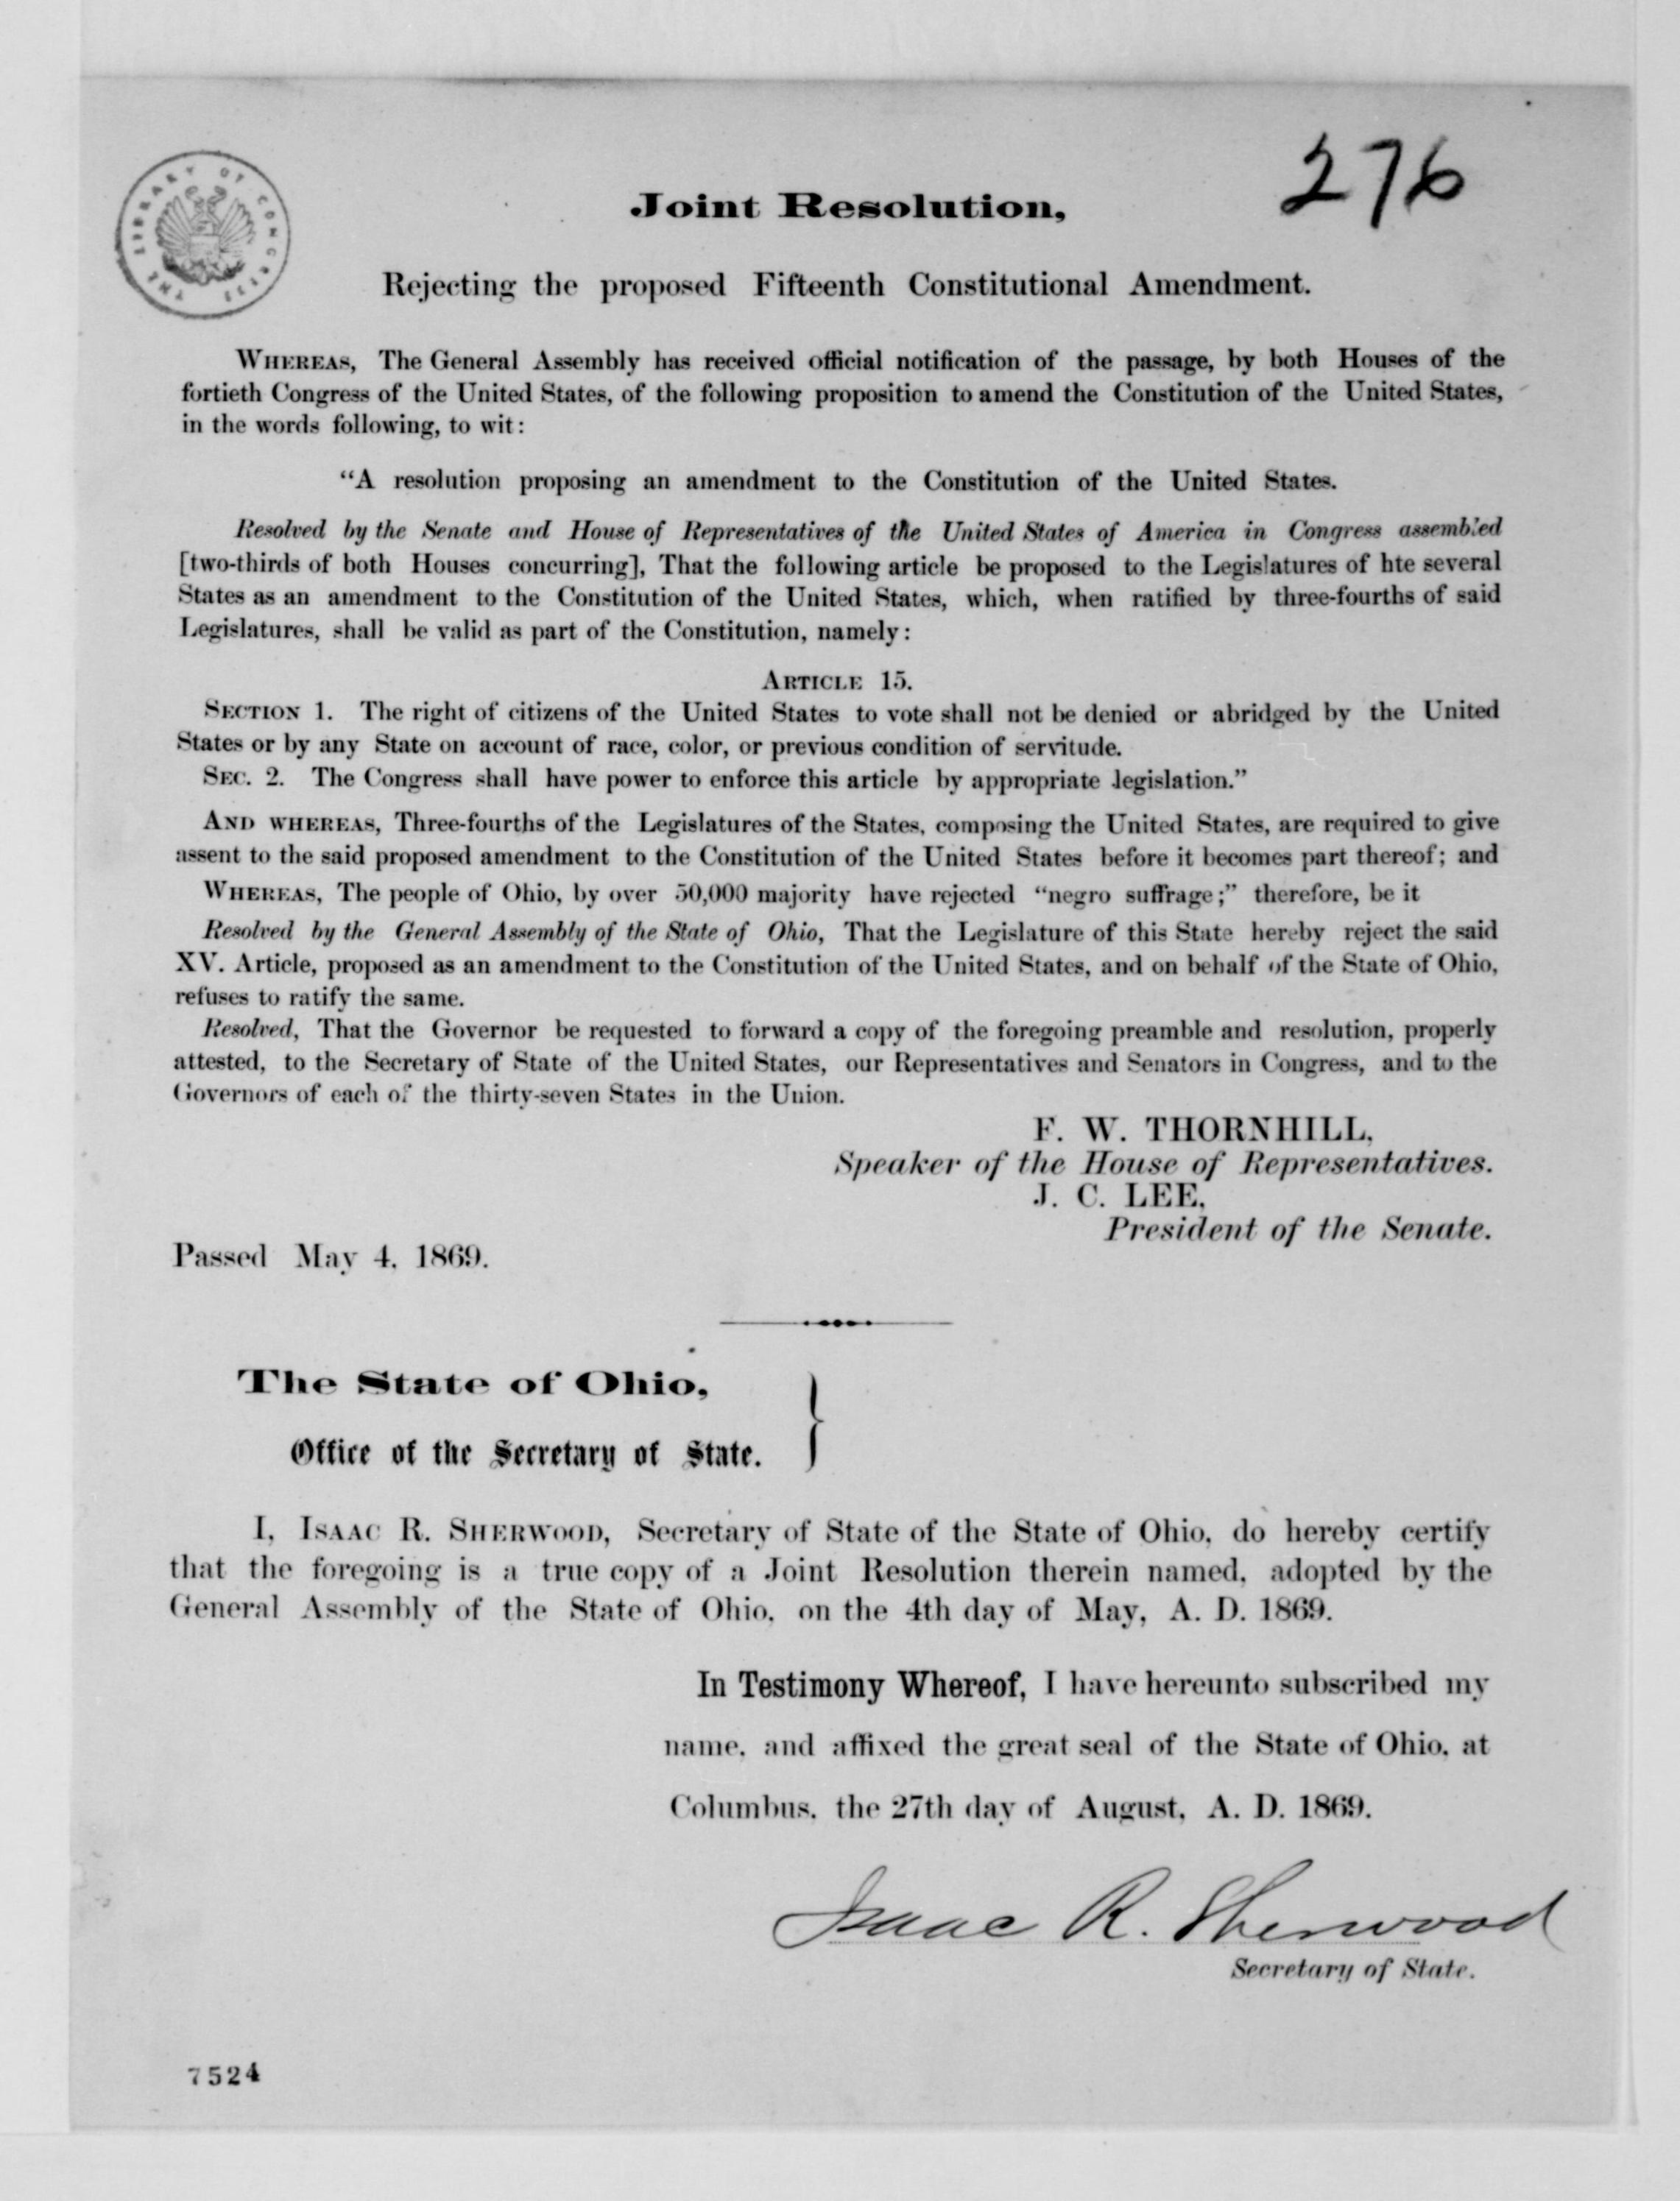 THE LIBRARY OF CONGRESS
276
Joint Resolution,
Rejecting the proposed Fifteenth Constitutional Amendment.
WHEREAS, The General Assembly has received official notification of the passage, by both Houses of the
fortieth Congress of the United States, of the following proposition to amend the Constitution of the United States,
in the words following, to wit:
“A resolution proposing an amendment to the Constitution of the United States.
Resolved by the Senate and House of Representatives of the United States of America in Congress assembled
[two-thirds of both Houses concurring], That the following article be proposed to the Legislatures of hte several
States as an amendment to the Constitution of the United States, which, when ratified by three-fourths of said
Legislatures, shall be valid as part of the Constitution, namely:
ARTICLE 15.
SECTION 1. The right of citizens of the United States to vote shall not be denied or abridged by the United
States or by any State on account of race, color, or previous condition of servitude.
SEC. 2. The Congress shall have power to enforce this article by appropriate legislation.”
AND WHEREAS, Three-fourths of the Legislatures of the States, composing the United States, are required to give
assent to the said proposed amendment to the Constitution of the United States before it becomes part thereof; and
WHEREAS, The people of Ohio, by over 50,000 majority have rejected “negro suffrage;” therefore, be it
Resolved by the General Assembly of the State of Ohio, That the Legislature of this State hereby reject the said
XV. Article, proposed as an amendment to the Constitution of the United States, and on behalf of the State of Ohio,
refuses to ratify the same.
Resolved, That the Governor be requested to forward a copy of the foregoing preamble and resolution, properly
attested, to the Secretary of State of the United States, our Representatives and Senators in Congress, and to the
Governors of each of the thirty-seven States in the Union.
F. W. THORNHILL,
Speaker of the House of Representatives.
J. C. LEE,
President of the Senate.
Passed May 4, 1869.
The State of Ohio,
Office of the Secretary of State.
I, ISAAC R. SHERWOOD, Secretary of State of the State of Ohio, do hereby certify
that the foregoing is a true copy of a Joint Resolution therein named, adopted by the
General Assembly of the State of Ohio, on the 4th day of May, A. D. 1869.
In Testimony Whereof, I have hereunto subscribed my
name, and affixed the great seal of the State of Ohio, at
Columbus, the 27th day of August, A. D. 1869.
Isaac R. Sherwood
Secretary of State.
7524